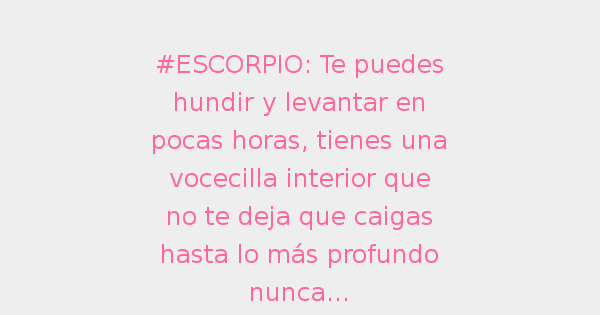 #ESCORPIO: Te puedes
hundir y levantar en
pocas horas, tienes una
vocecilla interior que
no te deja que caigas
hasta lo más profundo
nunca...